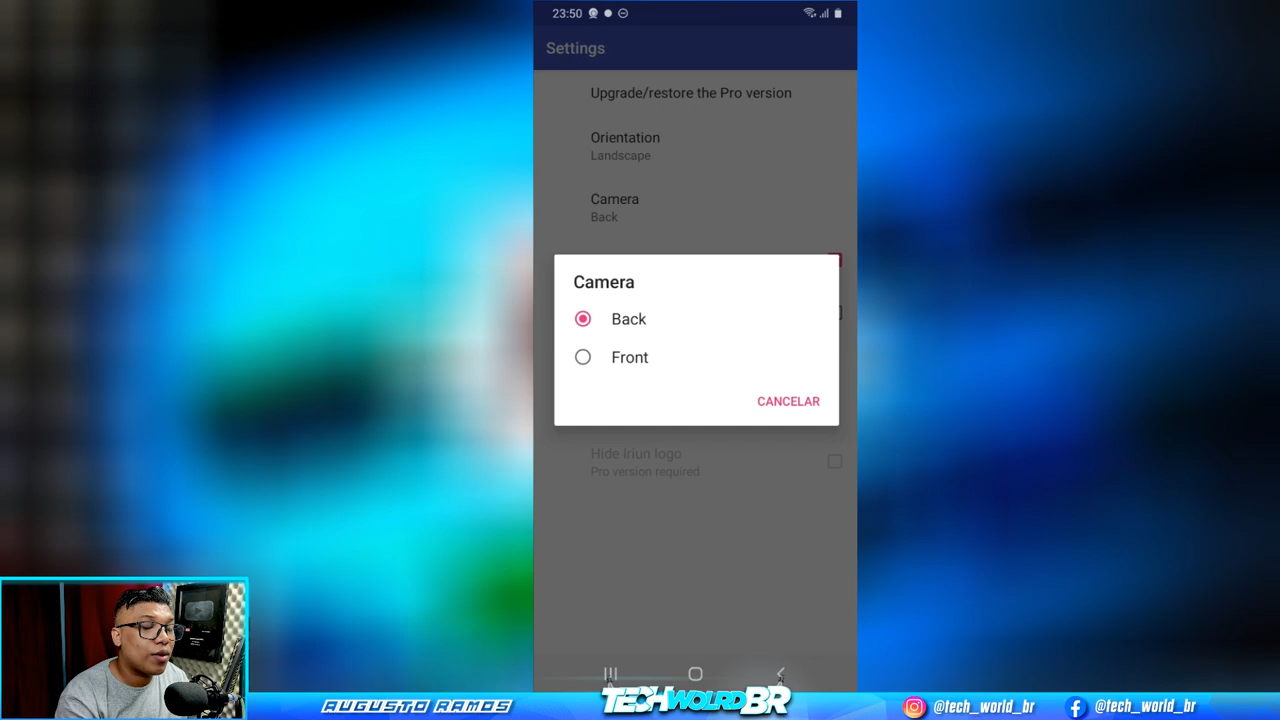 23:50
Settings
Upgrade/restore the Pro version
Orientation
Landscape
Camera
Back
Camera
Back
Front
CANCELAR
Hide Iriun logo
Pro version required
AUGUSTO RAMOS
TECHWOLRDBR
@tech_world_br
@tech_world_br